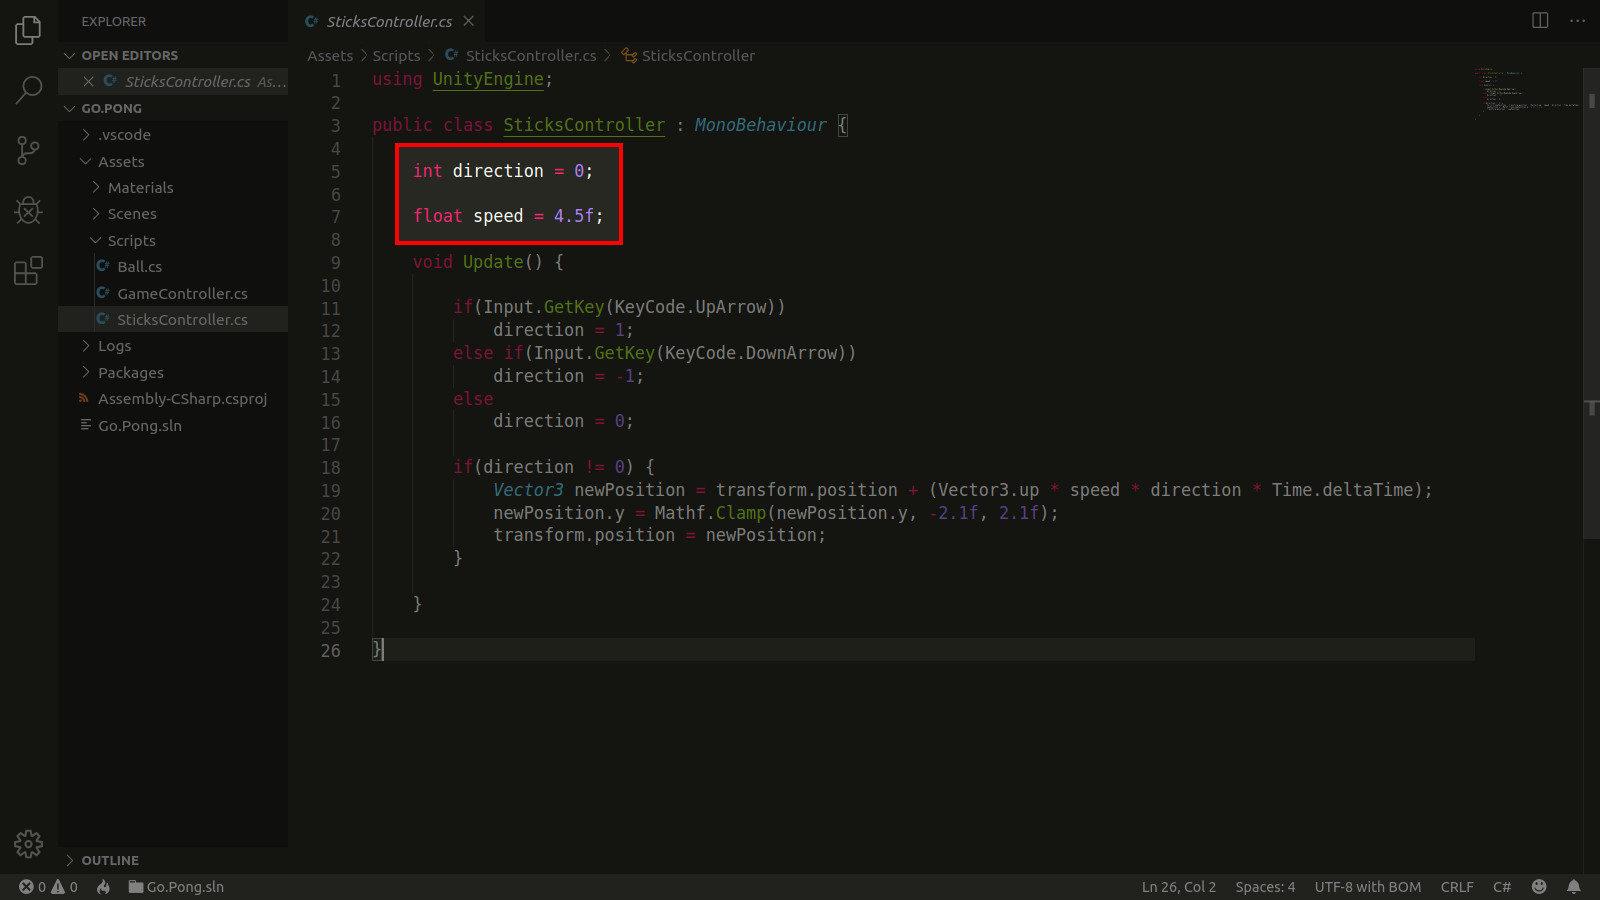 EXPLORER
OPEN EDITORS
SticksController.cs As...
GO.PONG
.vscode
Assets
Materials
Scenes
Scripts
Ball.cs
GameController.cs
SticksController.cs
Logs
Packages
Assembly-CSharp.csproj
Go.Pong.sln
OUTLINE
SticksController.cs
Assets > Scripts > SticksController.cs > SticksController
1 using UnityEngine;
2
3 public class SticksController : MonoBehaviour {
4
5 int direction = 0;
6
7 float speed = 4.5f;
8
9 void Update() {
10
11 if(Input.GetKey(KeyCode.UpArrow))
12 direction = 1;
13 else if(Input.GetKey(KeyCode.DownArrow))
14 direction = -1;
15 else
16 direction = 0;
17
18 if(direction != 0) {
19 Vector3 newPosition = transform.position + (Vector3.up * speed * direction * Time.deltaTime);
20 newPosition.y = Mathf.Clamp(newPosition.y, -2.1f, 2.1f);
21 transform.position = newPosition;
22 }
23
24 }
25
26 }
0 0 Go.Pong.sln Ln 26, Col 2 Spaces: 4 UTF-8 with BOM CRLF C#